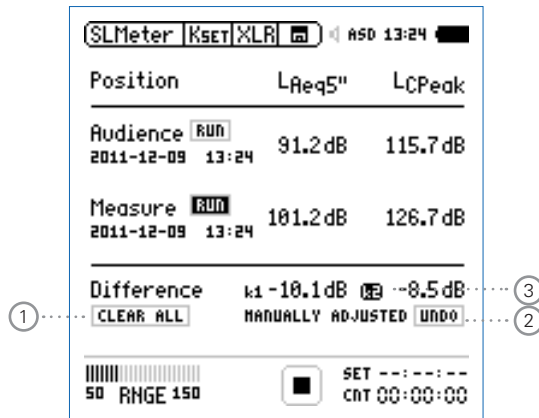 SLMeter KSET XLR ASD 13:24
Position LAeq5" LCPeak
Audience RUN 91.2dB 115.7dB
2011-12-09 13:24
Measure RUN 101.2dB 126.7dB
2011-12-09 13:24
Difference k1 -10.1dB k2 -8.5dB 3
1 CLEAR ALL MANUALLY ADJUSTED UNDO 2
SET --:--:--
50 RNGE 150 CNT 00:00:00